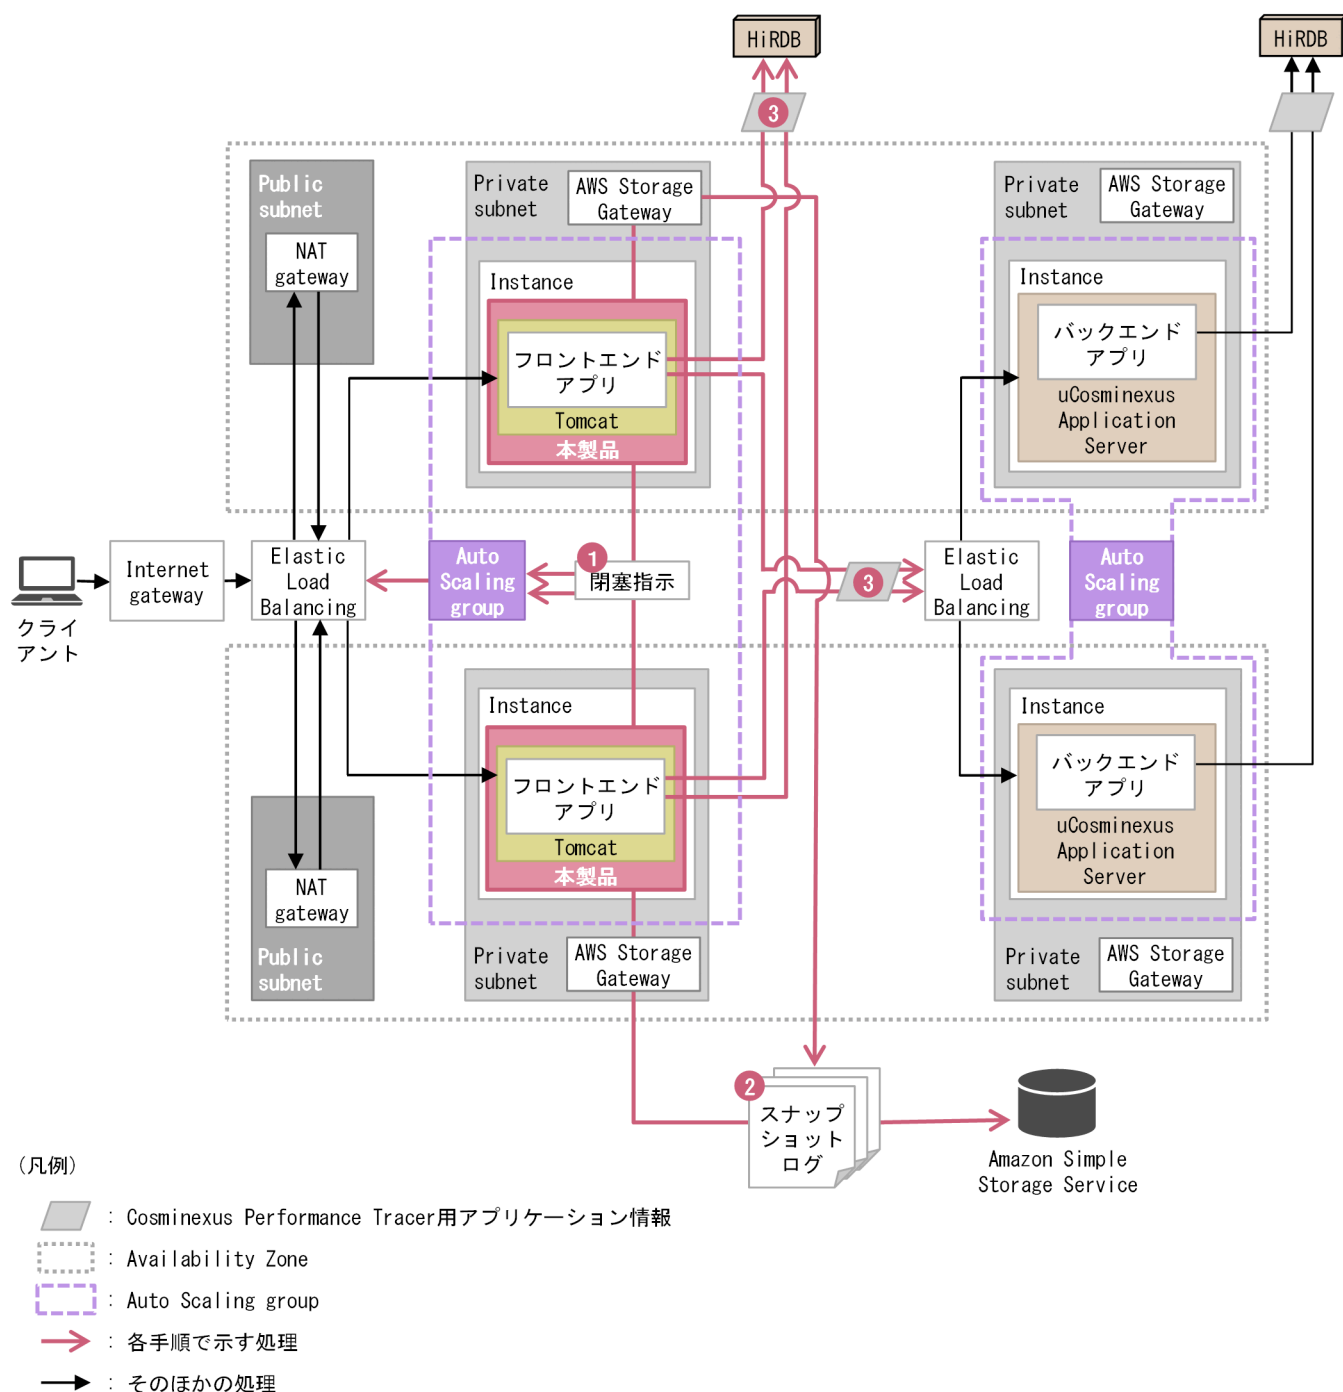 HiRDB
HiRDB
3
Public
subnet
NAT
gateway
Private
subnet
AWS Storage
Gateway
Instance
フロントエンド
アプリ
Tomcat
本製品
Private
subnet
AWS Storage
Gateway
Instance
バックエンド
アプリ
uCosminexus
Application
Server
クライ
アント
Internet
gateway
Elastic
Load
Balancing
Auto
Scaling
group
1
閉塞指示
3
Elastic
Load
Balancing
Auto
Scaling
group
Instance
フロントエンド
アプリ
Tomcat
本製品
Private
subnet
AWS Storage
Gateway
NAT
gateway
Public
subnet
Instance
バックエンド
アプリ
uCosminexus
Application
Server
Private
subnet
AWS Storage
Gateway
2
スナップ
ショット
ログ
Amazon Simple
Storage Service
(凡例)
: Cosminexus Performance Tracer用アプリケーション情報
: Availability Zone
: Auto Scaling group
: 各手順で示す処理
: そのほかの処理